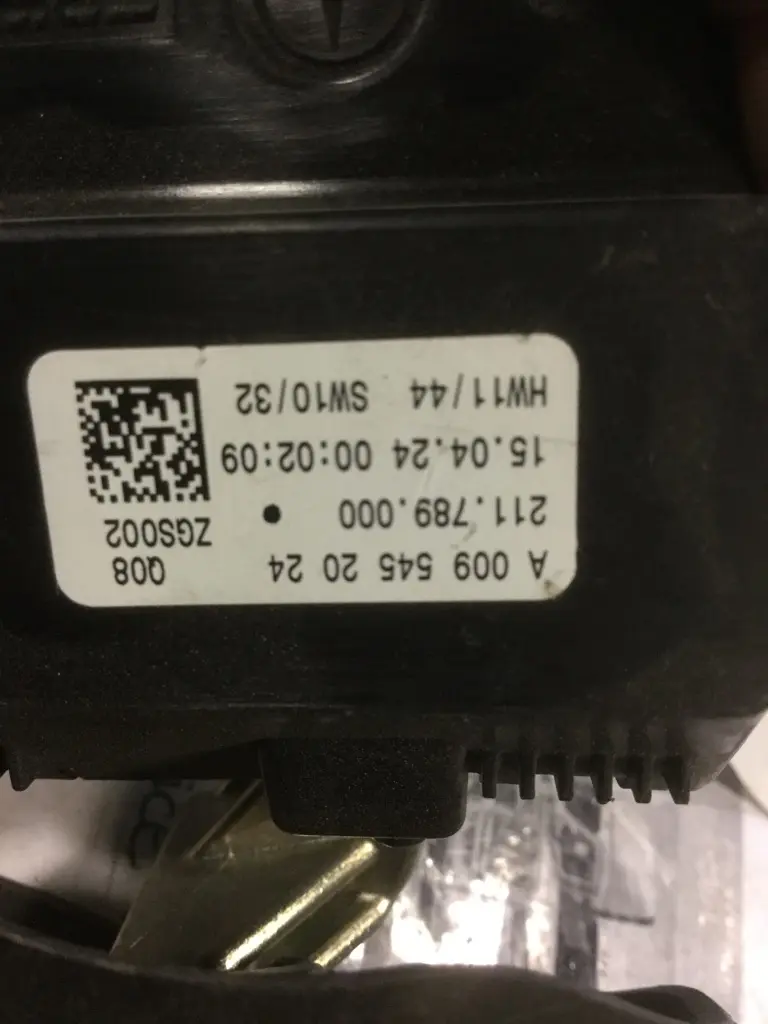 A 009 545 20 24 Q08
211.789.000 ● ZGS002
15.04.24 00:02:09
HW11/44 SW10/32